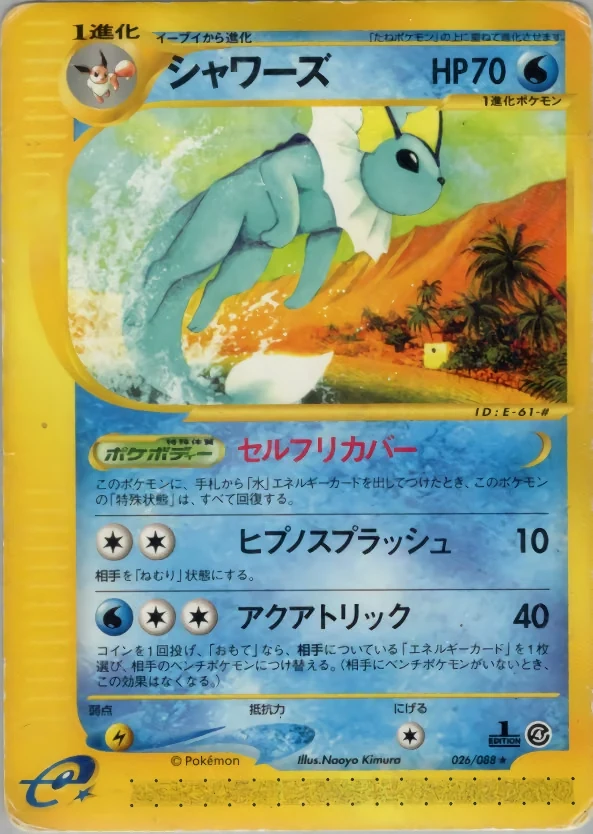 1進化
イーブイから進化
「たねポケモン」の上に重ねて進化させます。
シャワーズ
HP70
1進化ポケモン
ID:E-61-#
特殊体質
ポケボディー
セルフリカバー
このポケモンに、手札から「水」エネルギーカードを出してつけたとき、このポケモン
の「特殊状態」は、すべて回復する。
ヒプノスプラッシュ 10
相手を「ねむり」状態にする。
アクアトリック 40
コインを1回投げ、「おもて」なら、相手についている「エネルギーカード」を1枚
選び、相手のベンチポケモンにつけ替える。(相手にベンチポケモンがいないとき、
この効果はなくなる。)
弱点 抵抗力 にげる
1
EDITION
©Pokémon
Illus.Naoyo Kimura
026/088 ★
e